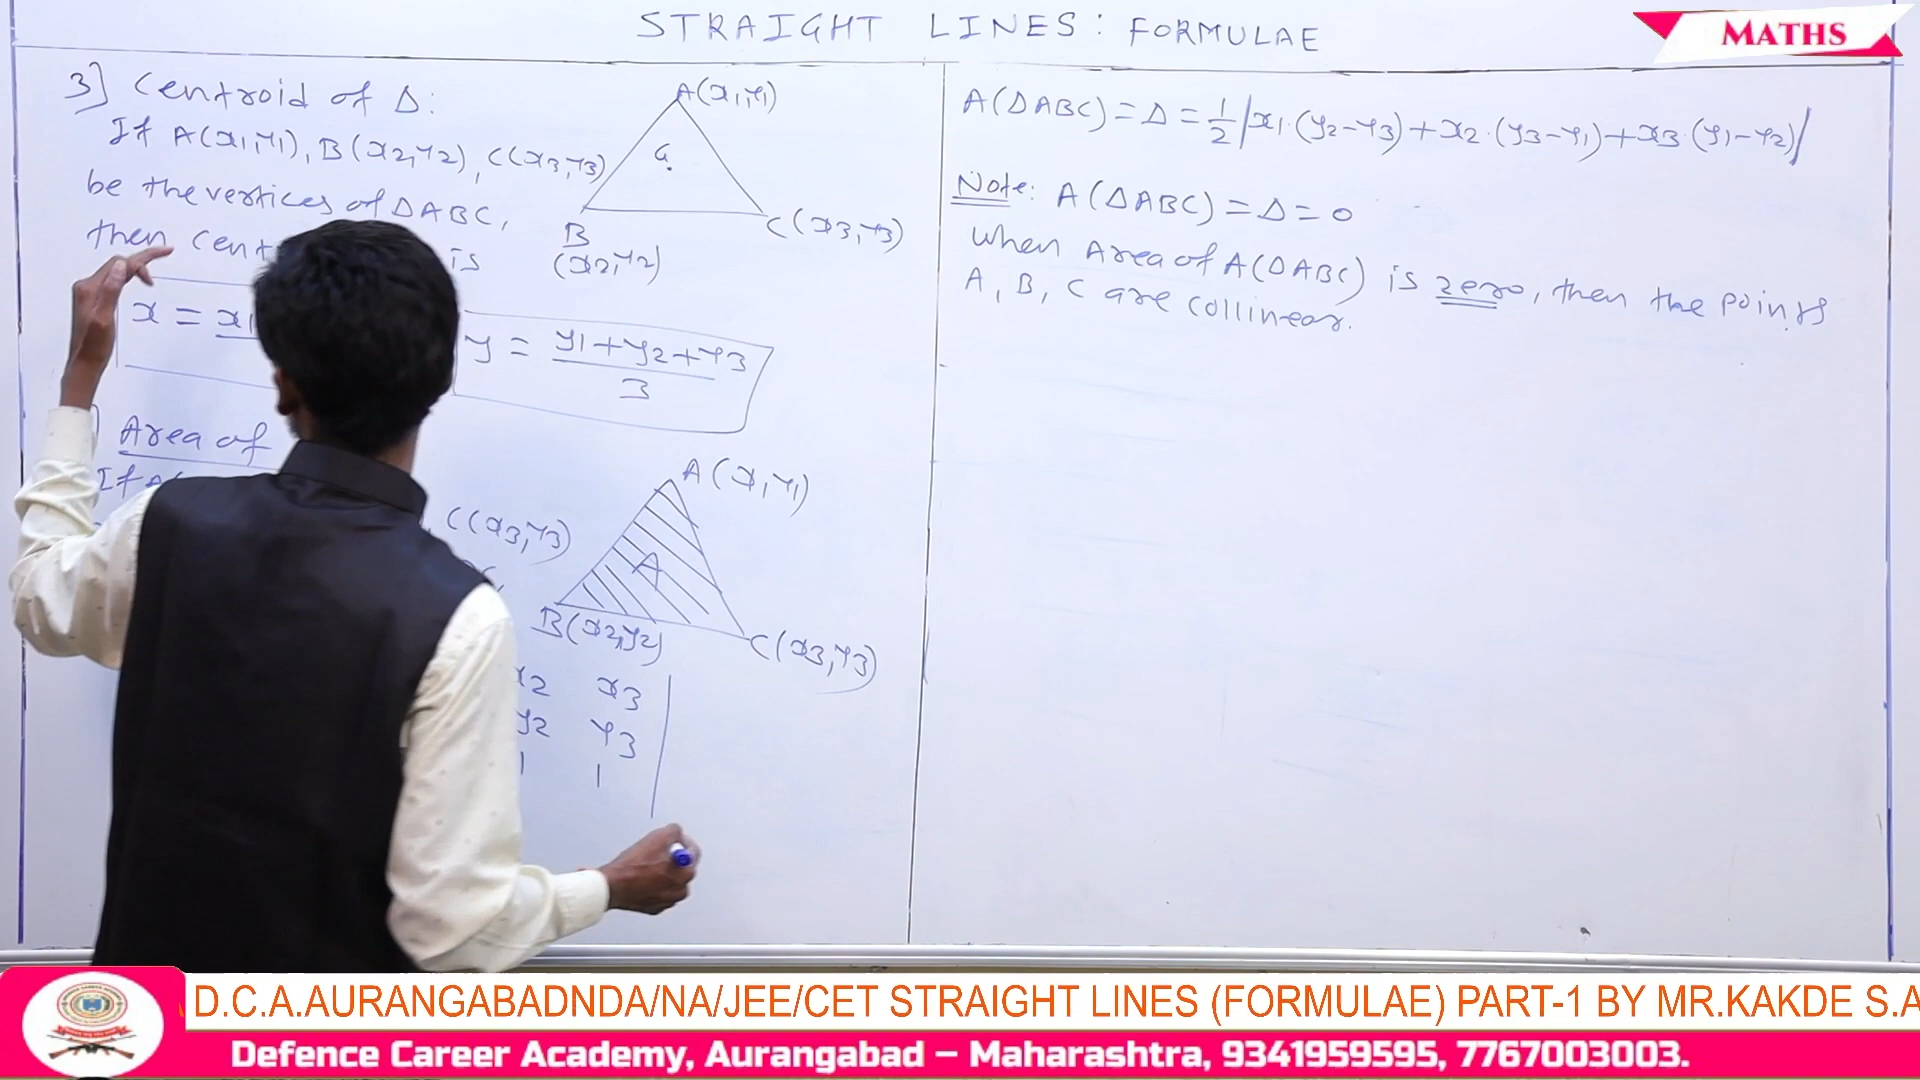 STRAIGHT LINES: FORMULAE
MATHS
3] Centroid of Δ:
If A(x1,y1), B(x2,y2), C(x3,y3)
be the vertices of ΔABC,
then is
x = x1
y = y1+y2+y3
3
A(x1,y1)
G
B
(x2,y2)
C(x3,y3)
Area of
If A(
C(x3,y3)
A(x1,y1)
A
B(x2,y2)
C(x3,y3)
x2 x3
y2 y3
1 1
A(ΔABC) = Δ = 1/2 |x1·(y2-y3)+x2·(y3-y1)+x3·(y1-y2)|
Note: A(ΔABC) = Δ = 0
when Area of A(ΔABC) is zero, then the points
A, B, C are collinear.
D.C.A.AURANGABADNDA/NA/JEE/CET STRAIGHT LINES (FORMULAE) PART-1 BY MR.KAKDE S.A
Defence Career Academy, Aurangabad – Maharashtra, 9341959595, 7767003003.